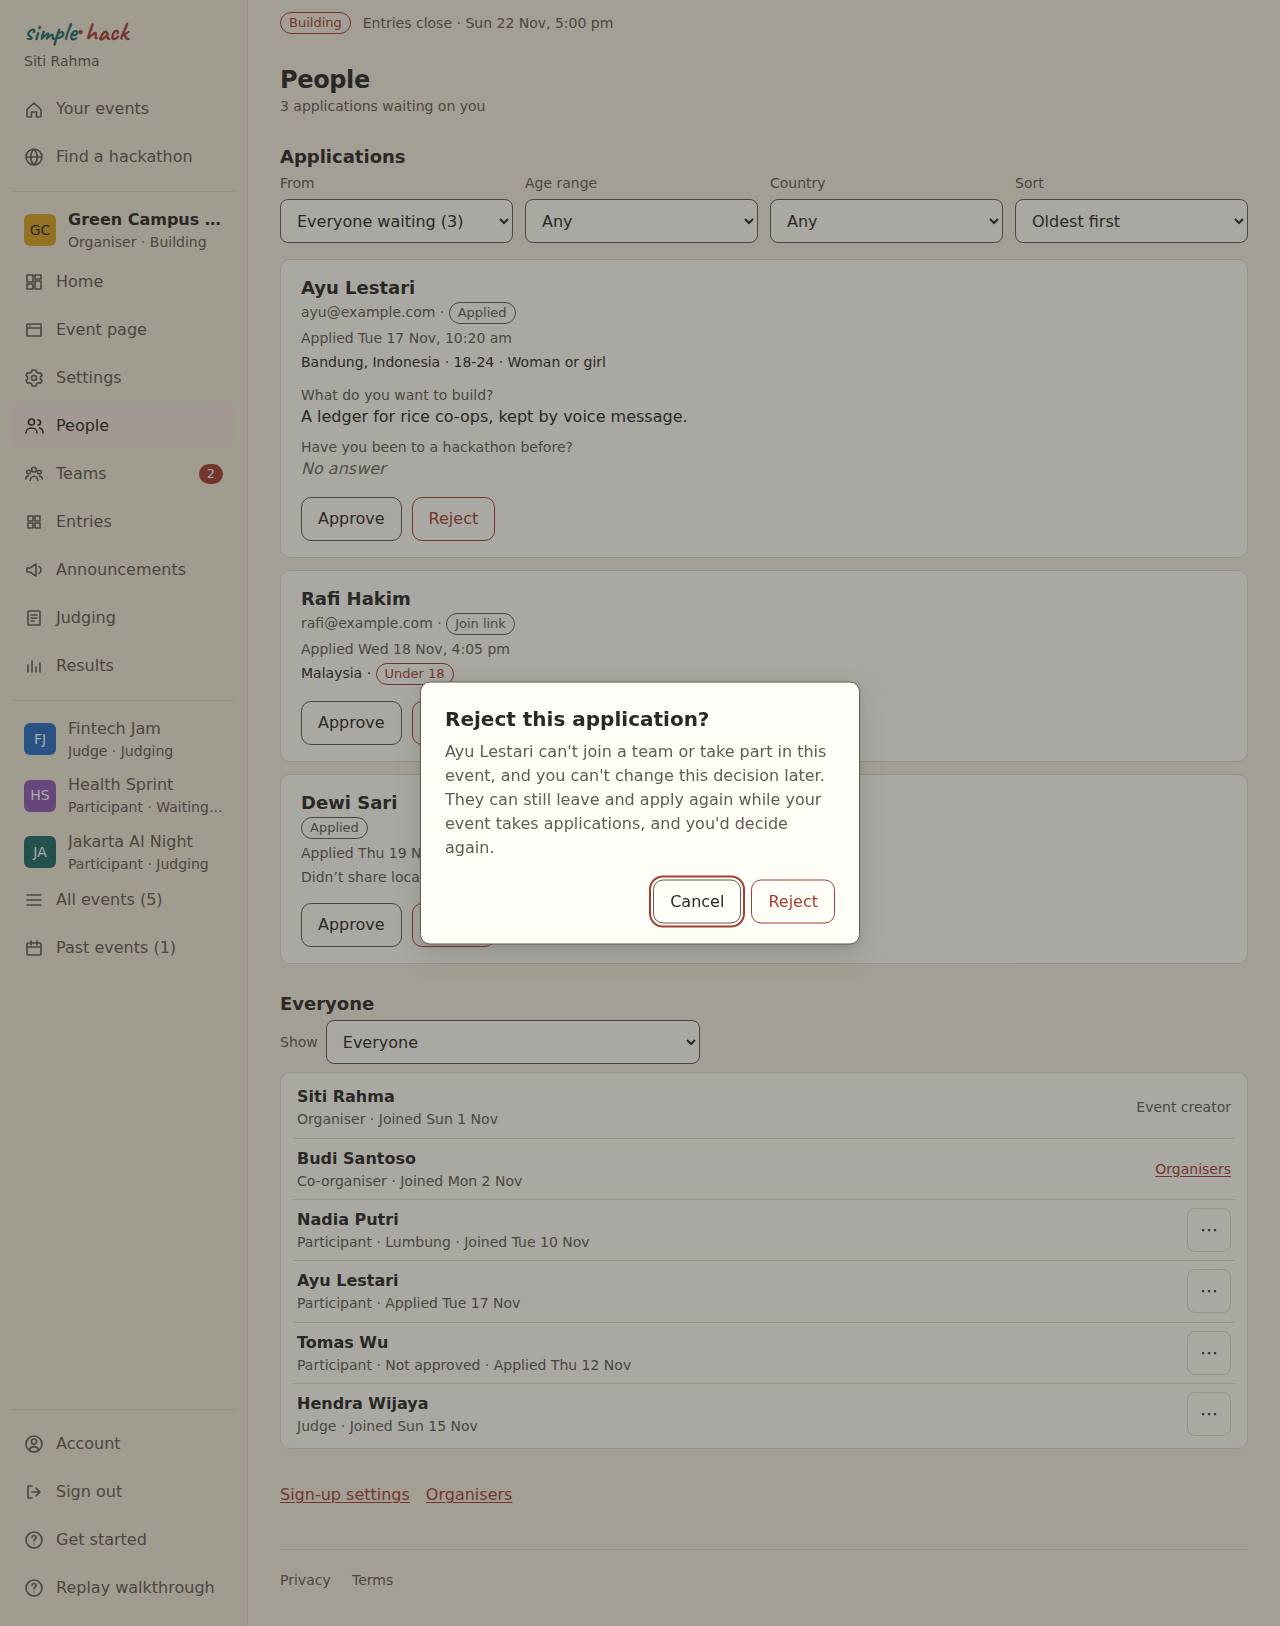 simple·hack
Siti Rahma
Your events
Find a hackathon
GC
Green Campus …
Organiser · Building
Home
Event page
Settings
People
Teams
2
Entries
Announcements
Judging
Results
FJ
Fintech Jam
Judge · Judging
HS
Health Sprint
Participant · Waiting…
JA
Jakarta AI Night
Participant · Judging
All events (5)
Past events (1)
Account
Sign out
Get started
Replay walkthrough
Building
Entries close · Sun 22 Nov, 5:00 pm
People
3 applications waiting on you
Applications
From
Age range
Country
Sort
Everyone waiting (3)
Any
Any
Oldest first
Ayu Lestari
ayu@example.com · Applied
Applied Tue 17 Nov, 10:20 am
Bandung, Indonesia · 18-24 · Woman or girl
What do you want to build?
A ledger for rice co-ops, kept by voice message.
Have you been to a hackathon before?
No answer
Approve
Reject
Rafi Hakim
rafi@example.com · Join link
Applied Wed 18 Nov, 4:05 pm
Malaysia · Under 18
Approve
Dewi Sari
Applied
Applied Thu 19 N
Didn’t share loca
Approve
Reject this application?
Ayu Lestari can't join a team or take part in this
event, and you can't change this decision later.
They can still leave and apply again while your
event takes applications, and you'd decide
again.
Cancel
Reject
Everyone
Show
Everyone
Siti Rahma
Organiser · Joined Sun 1 Nov
Event creator
Budi Santoso
Co-organiser · Joined Mon 2 Nov
Organisers
Nadia Putri
Participant · Lumbung · Joined Tue 10 Nov
Ayu Lestari
Participant · Applied Tue 17 Nov
Tomas Wu
Participant · Not approved · Applied Thu 12 Nov
Hendra Wijaya
Judge · Joined Sun 15 Nov
Sign-up settings
Organisers
Privacy
Terms